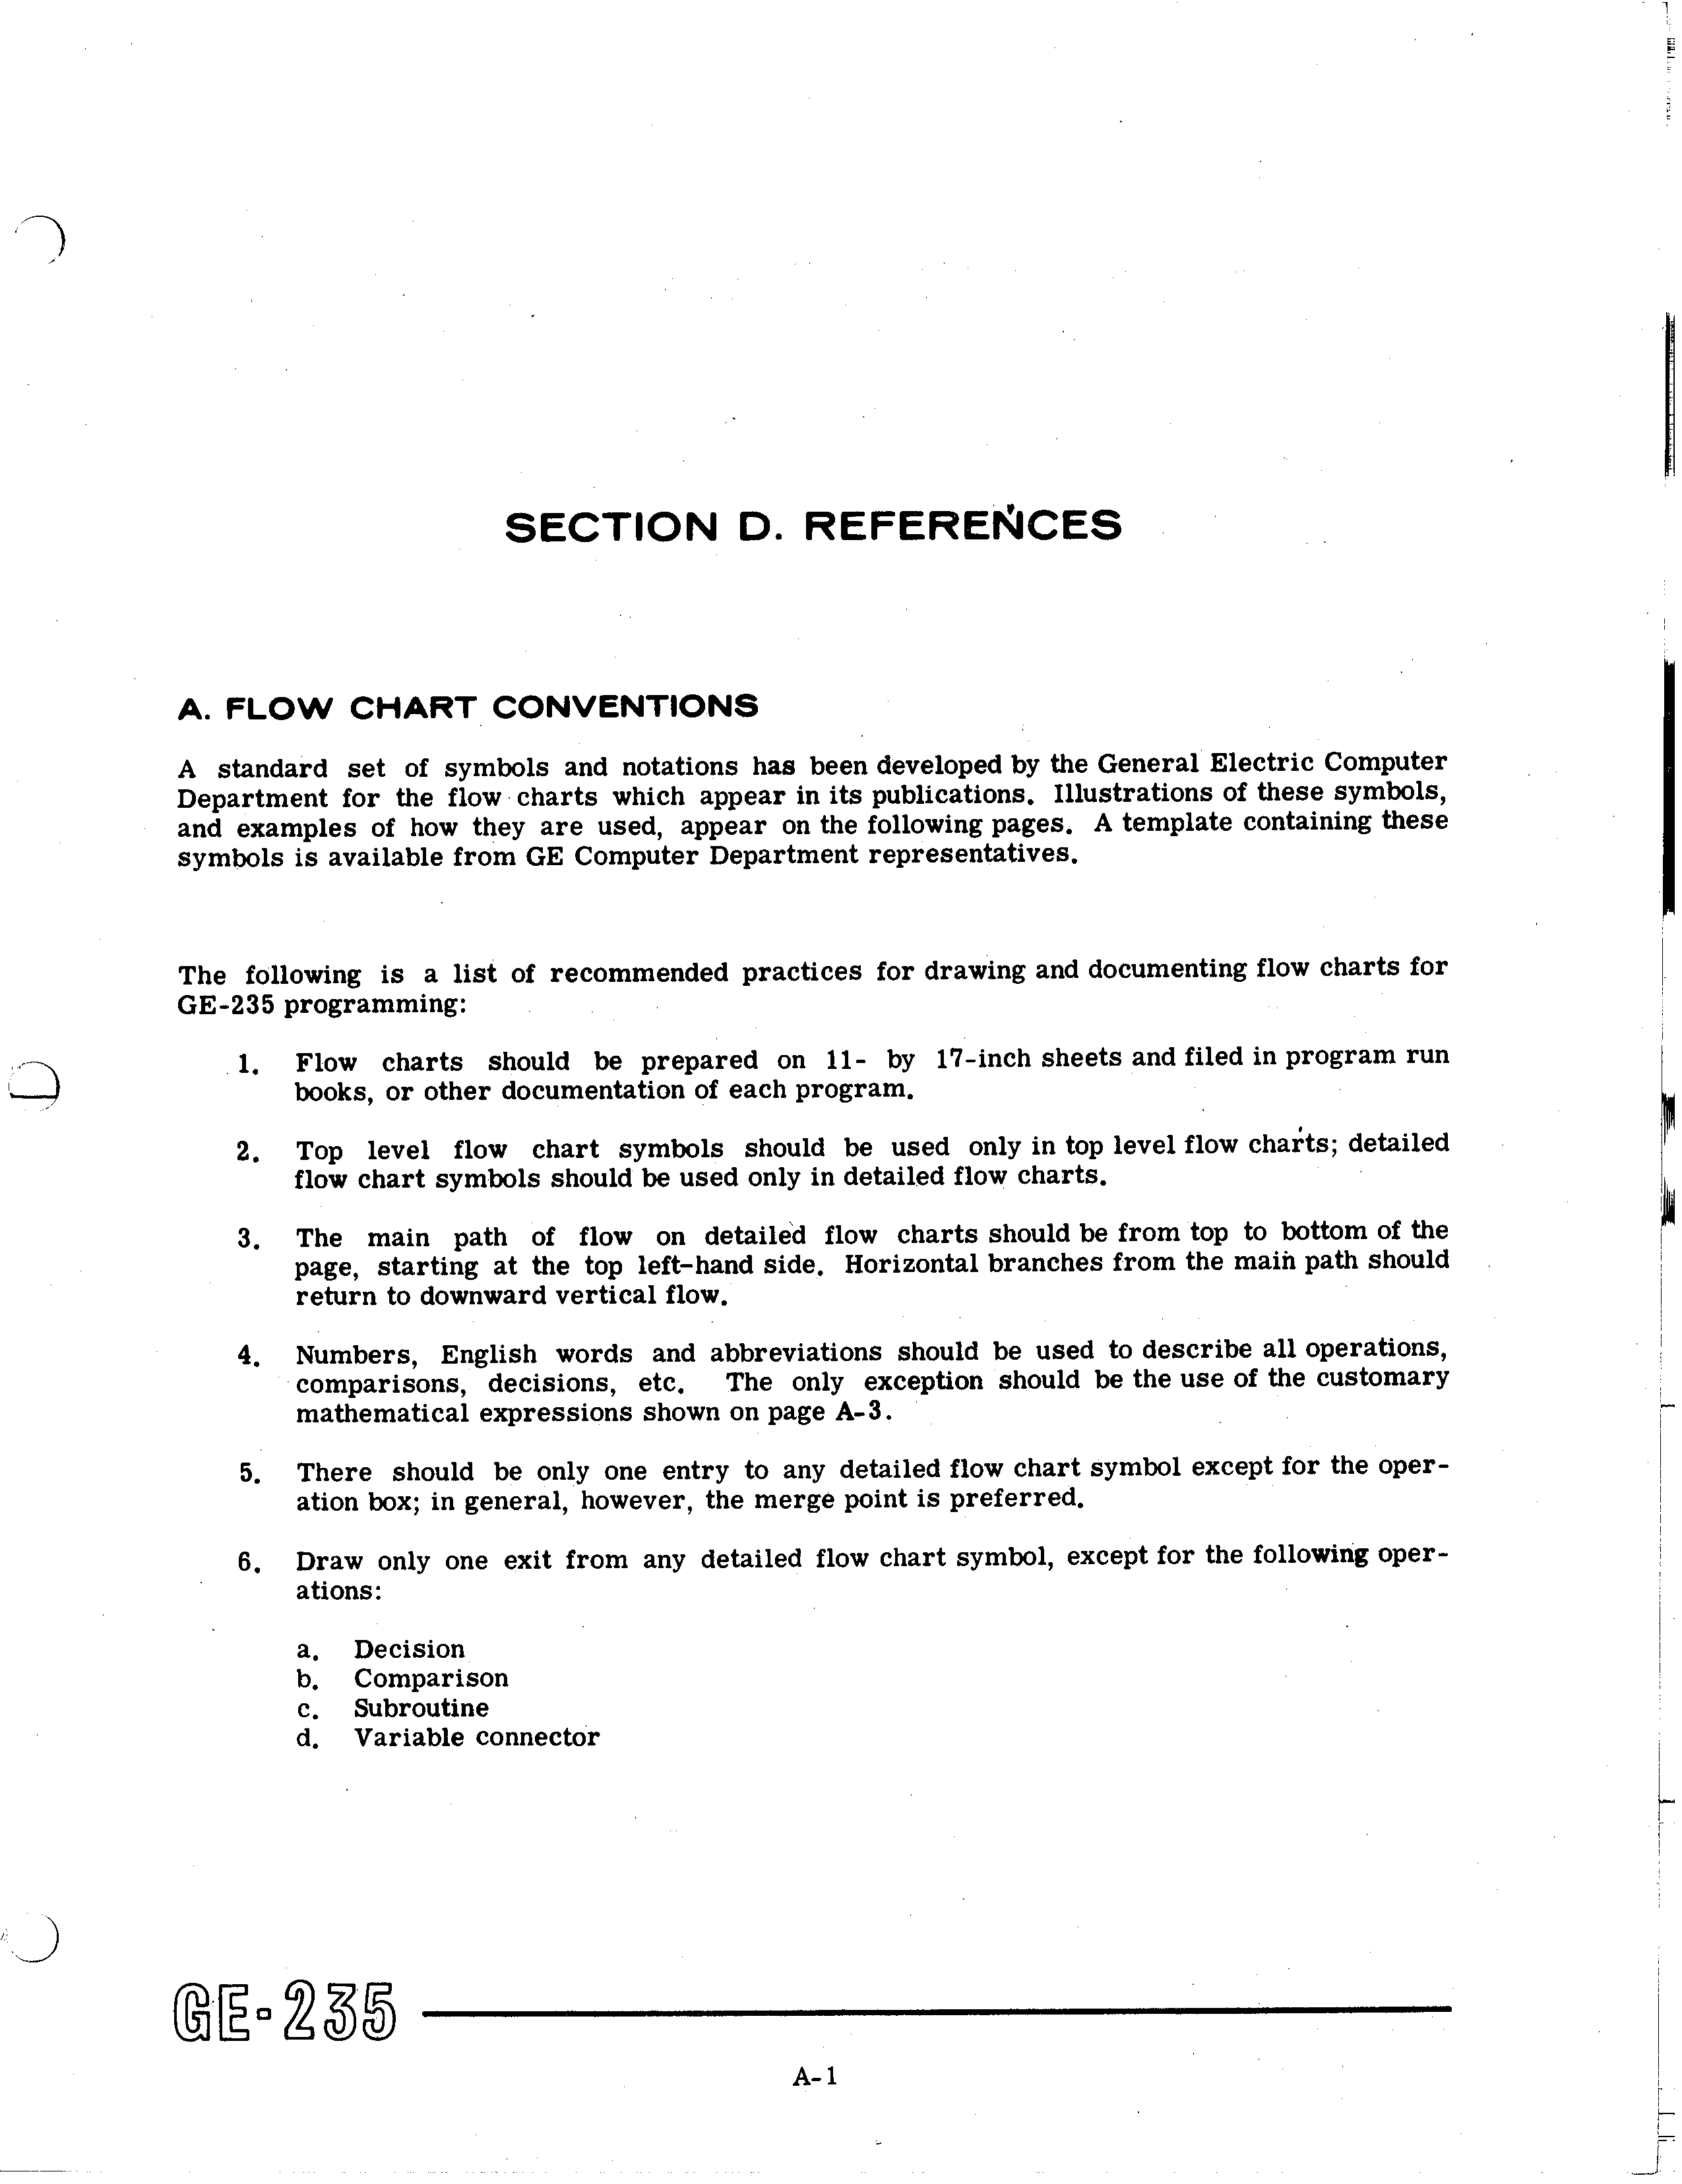 SECTION D. REFERENCES
A. FLOW CHART CONVENTIONS
A standard set of symbols and notations has been developed by the General Electric Computer
Department for the flow charts which appear in its publications. Illustrations of these symbols,
and examples of how they are used, appear on the following pages. A template containing these
symbols is available from GE Computer Department representatives.
The following is a list of recommended practices for drawing and documenting flow charts for
GE-235 programming:
1. Flow charts should be prepared on 11- by 17-inch sheets and filed in program run
books, or other documentation of each program.
2. Top level flow chart symbols should be used only in top level flow charts; detailed
flow chart symbols should be used only in detailed flow charts.
3. The main path of flow on detailed flow charts should be from top to bottom of the
page, starting at the top left-hand side. Horizontal branches from the main path should
return to downward vertical flow.
4. Numbers, English words and abbreviations should be used to describe all operations,
comparisons, decisions, etc. The only exception should be the use of the customary
mathematical expressions shown on page A-3.
5. There should be only one entry to any detailed flow chart symbol except for the oper-
ation box; in general, however, the merge point is preferred.
6. Draw only one exit from any detailed flow chart symbol, except for the following oper-
ations:
a. Decision
b. Comparison
c. Subroutine
d. Variable connector
GE-235
A-1